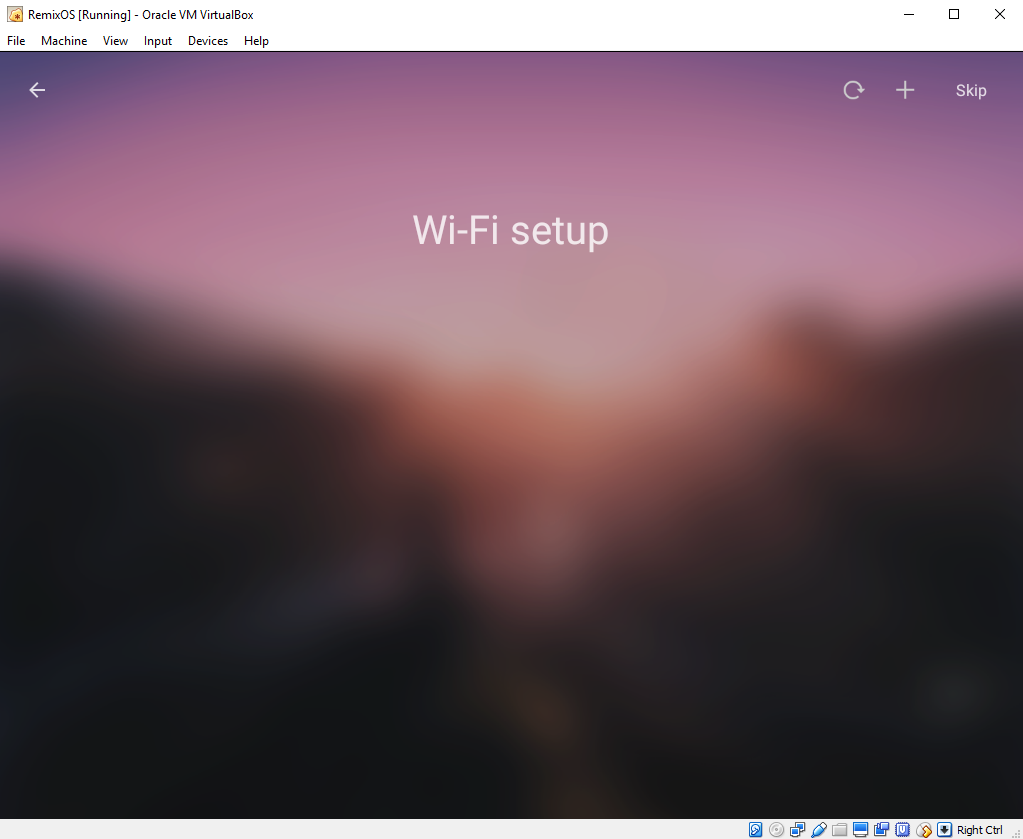 RemixOS [Running] - Oracle VM VirtualBox
File Machine View Input Devices Help
Skip
Wi-Fi setup
Right Ctrl